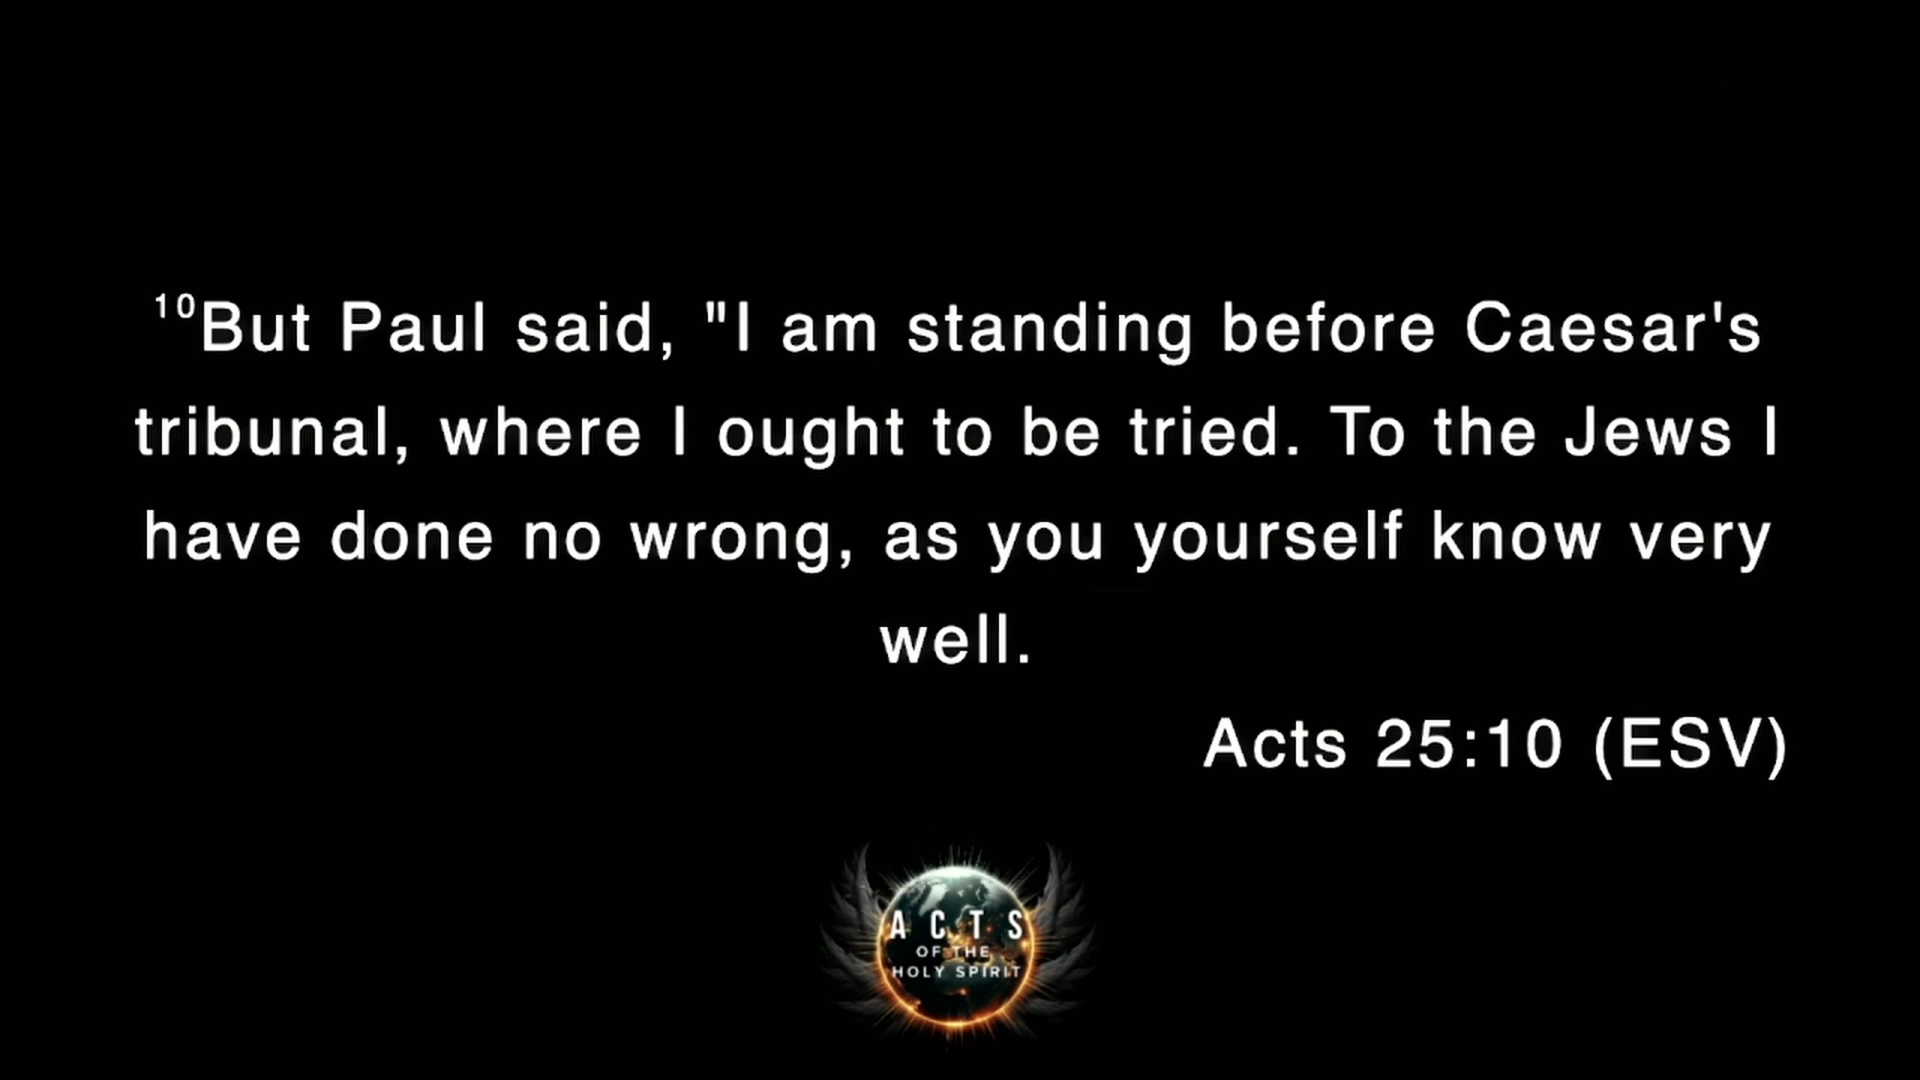 ¹⁰But Paul said, "I am standing before Caesar's
tribunal, where I ought to be tried. To the Jews I
have done no wrong, as you yourself know very
well.
Acts 25:10 (ESV)
ACTS
OF THE
HOLY SPIRIT